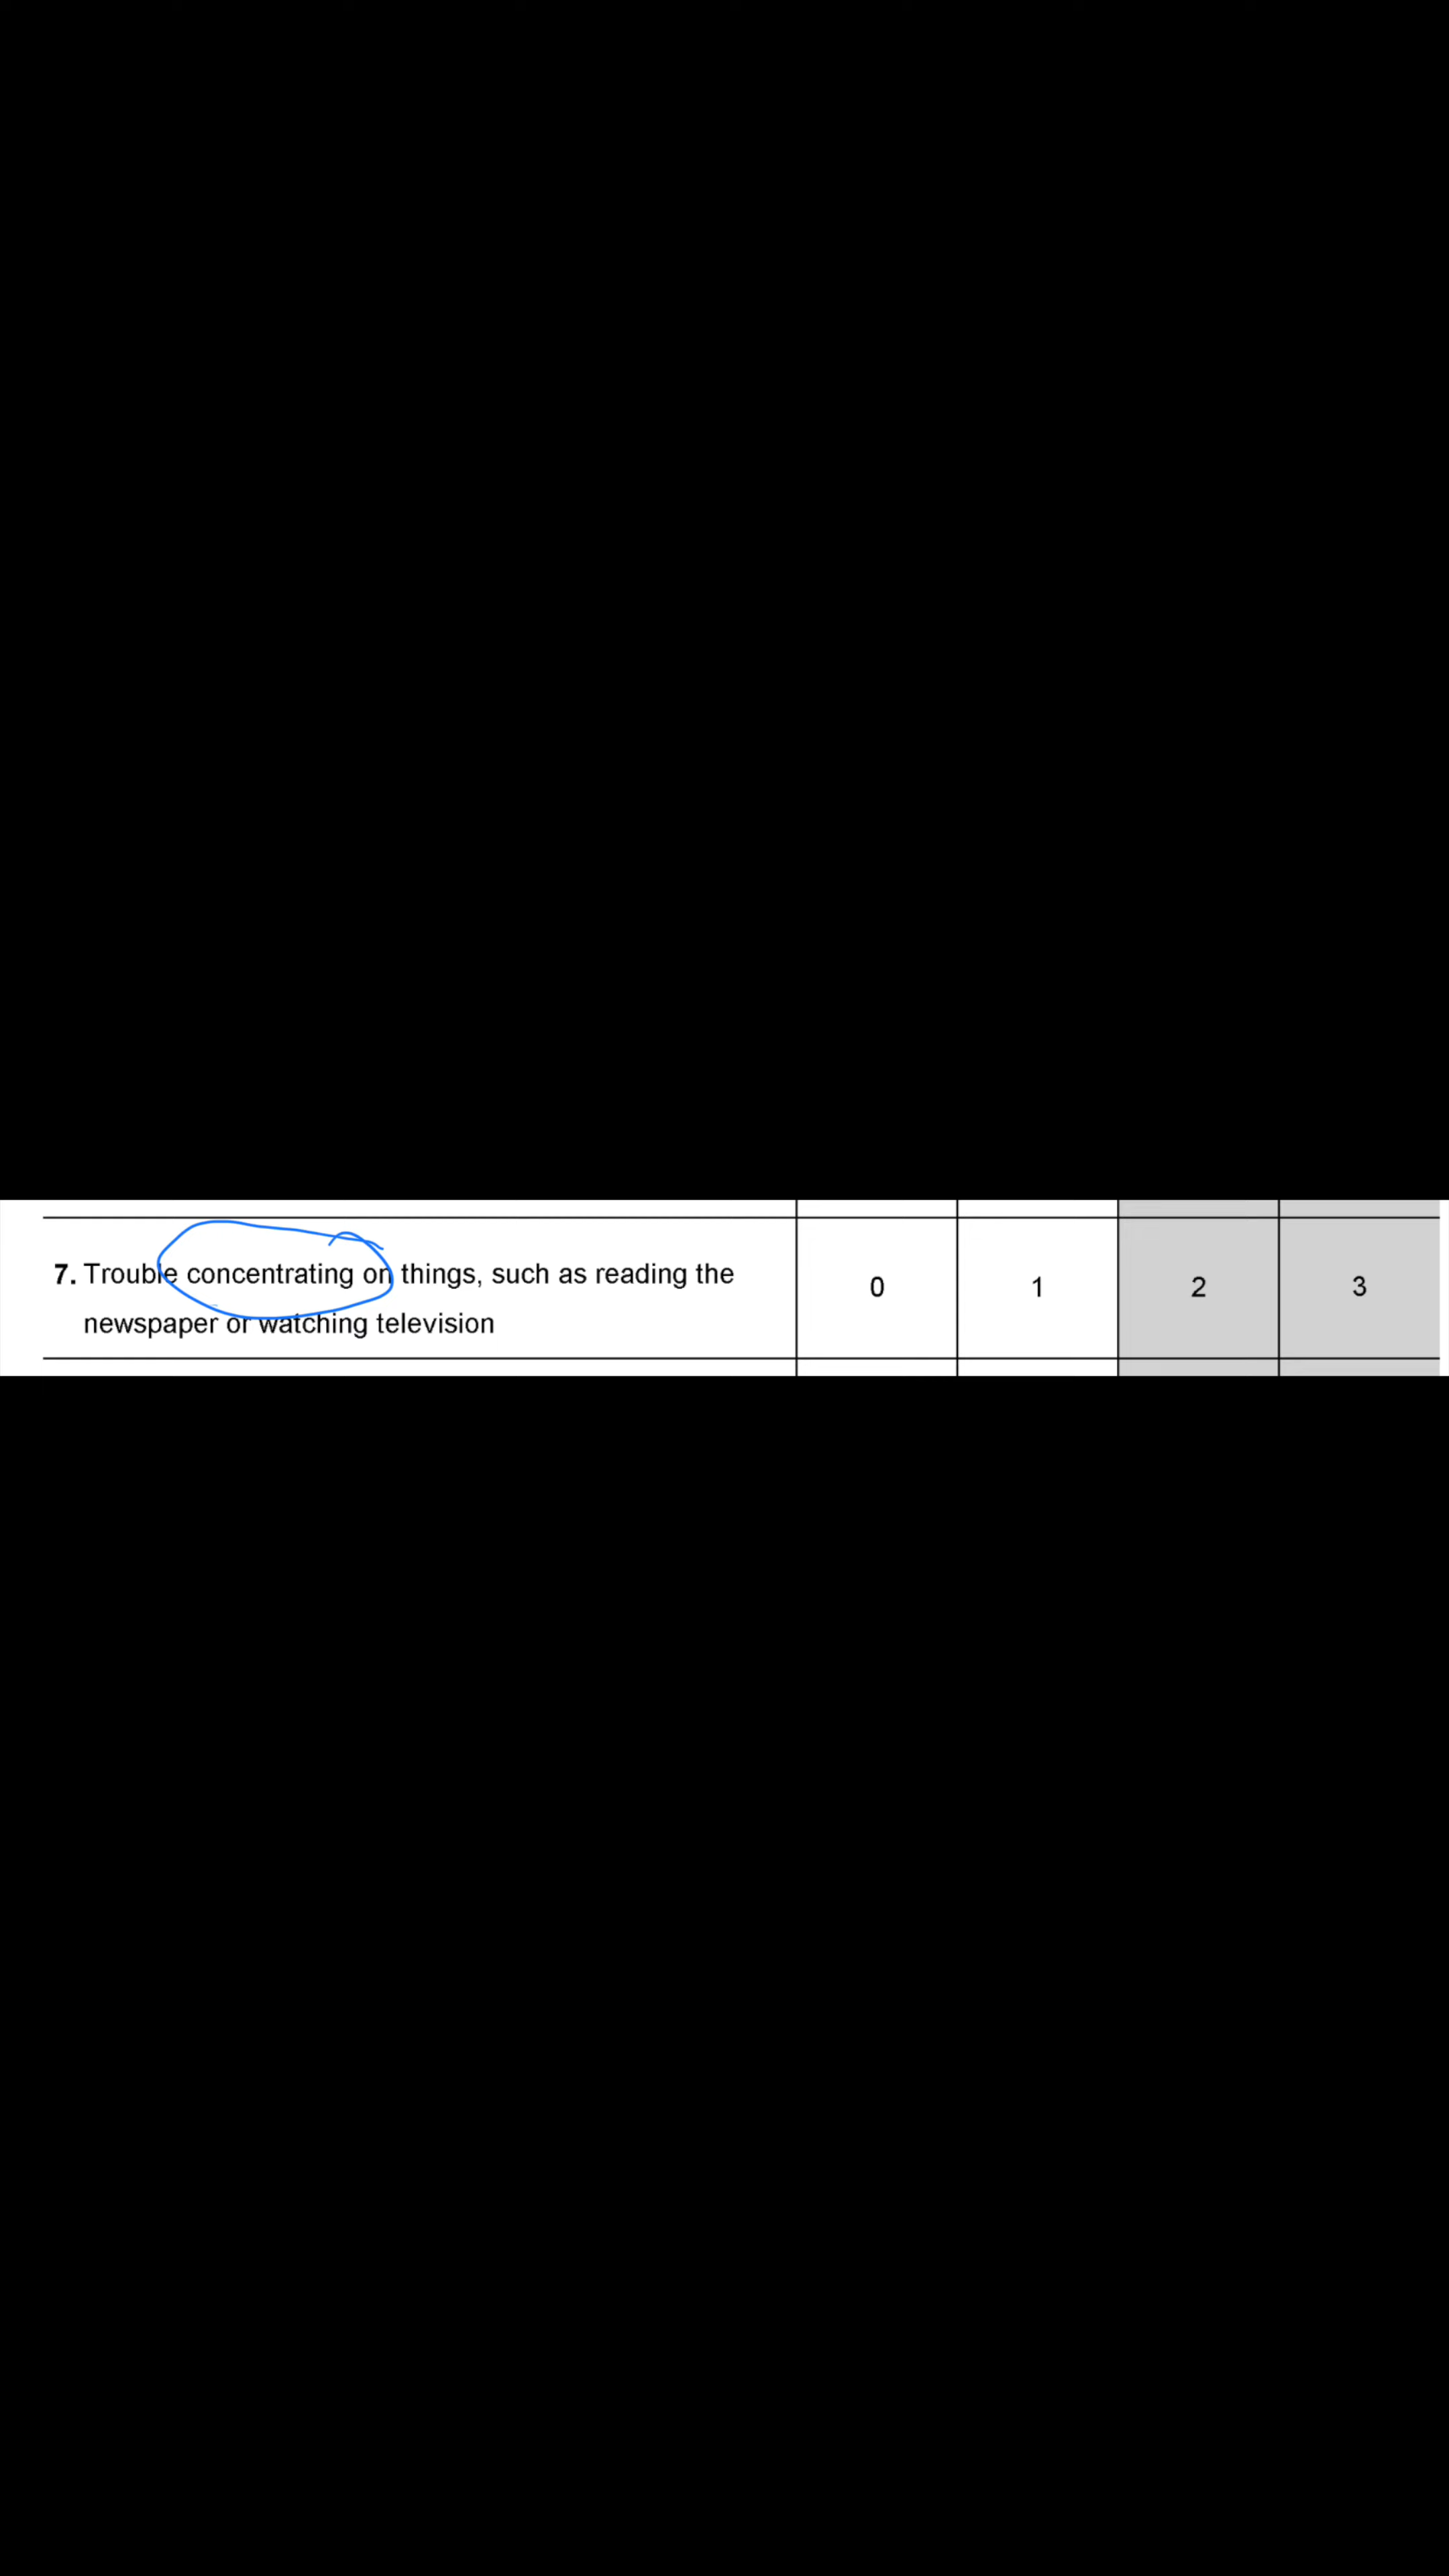 7. Trouble concentrating on things, such as reading the 0 1 2 3
newspaper or watching television